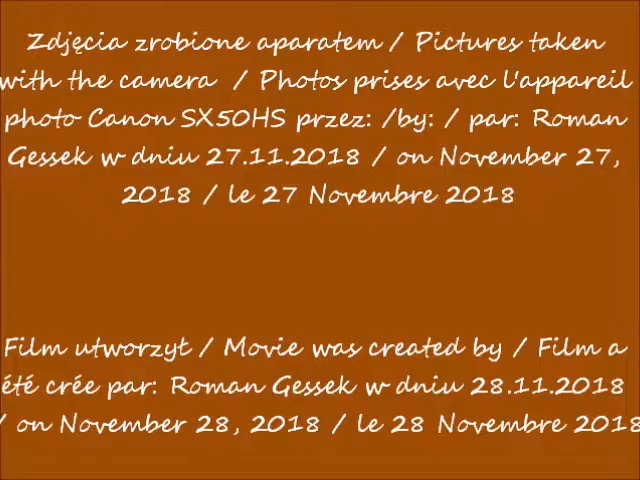 Zdjęcia zrobione aparatem / Pictures taken
with the camera / Photos prises avec l'appareil
photo Canon SX50HS przez: /by: / par: Roman
Gessek w dniu 27.11.2018 / on November 27,
2018 / le 27 Novembre 2018
Film utworzył / Movie was created by / Film a
été crée par: Roman Gessek w dniu 28.11.2018
/ on November 28, 2018 / le 28 Novembre 2018